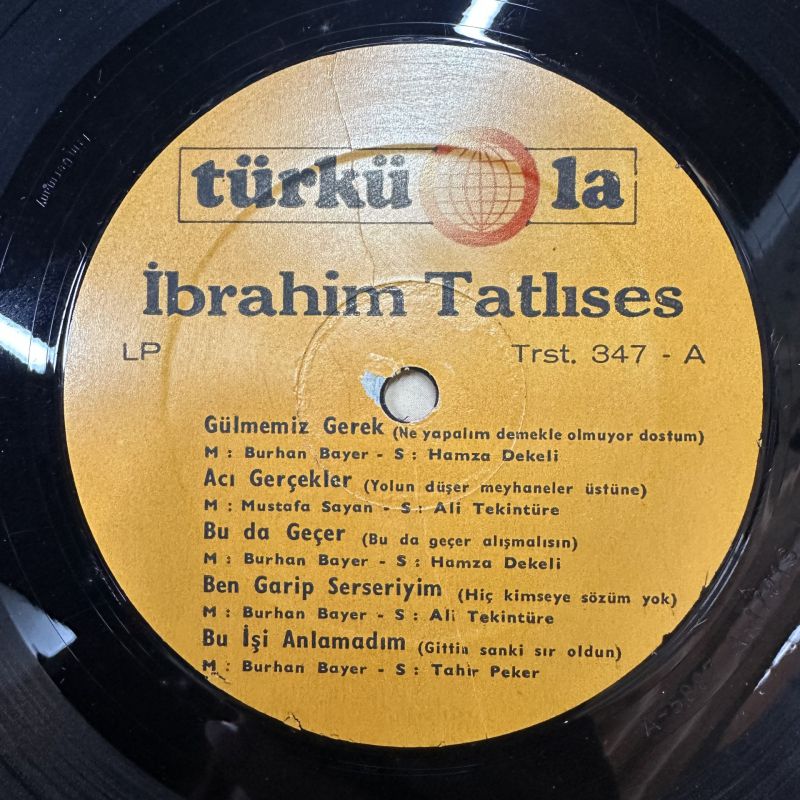 türkü ola
İbrahim Tatlıses
LP Trst. 347 - A
Gülmemiz Gerek (Ne yapalım demekle olmuyor dostum)
M : Burhan Bayer - S : Hamza Dekeli
Acı Gerçekler (Yolun düşer meyhaneler üstüne)
M : Mustafa Sayan - S : Ali Tekintüre
Bu da Geçer (Bu da geçer alışmalısın)
M : Burhan Bayer - S : Hamza Dekeli
Ben Garip Serseriyim (Hiç kimseye sözüm yok)
M : Burhan Bayer - S : Ali Tekintüre
Bu İşi Anlamadım (Gittin sanki sır oldun)
M : Burhan Bayer - S : Tahir Peker